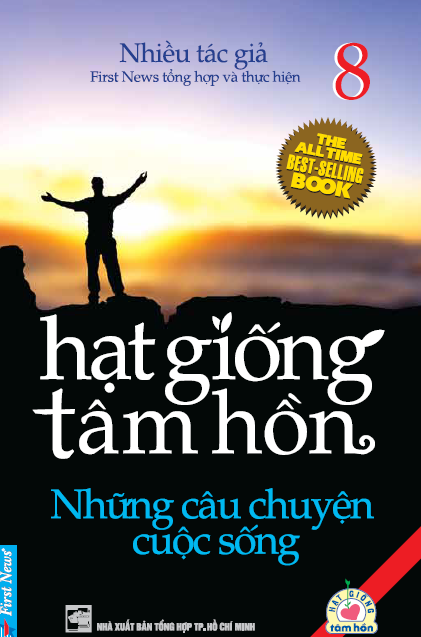 Nhiều tác giả
First News tổng hợp và thực hiện
8
THE
ALL TIME
BEST-SELLING
BOOK
hạt giống
tâm hồn
Những câu chuyện
cuộc sống
First News
NHÀ XUẤT BẢN TỔNG HỢP TP. HỒ CHÍ MINH
HẠT GIỐNG
tâm hồn